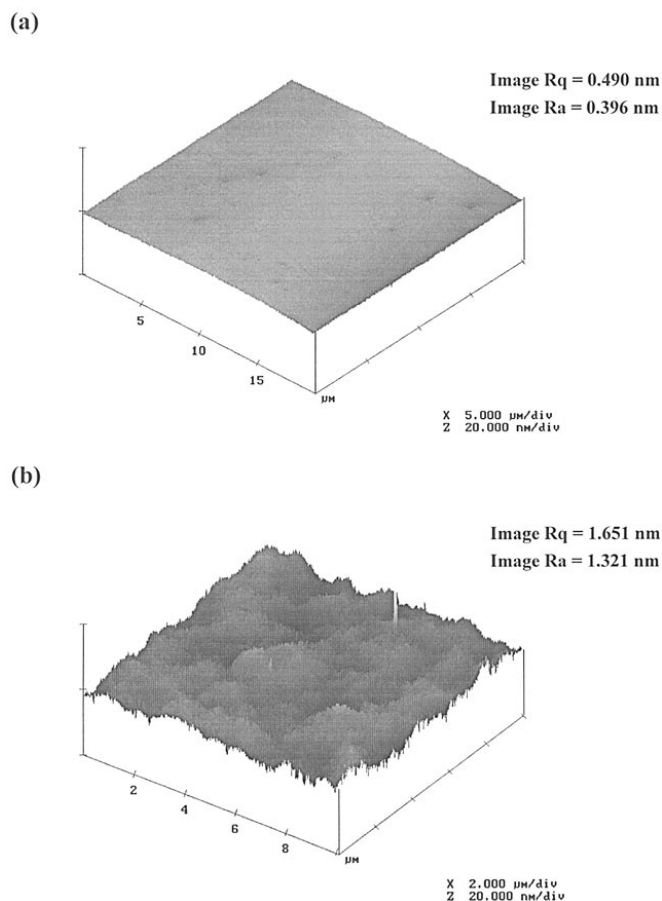 (a)
Image Rq = 0.490 nm
Image Ra = 0.396 nm
5
10
15
µM
X 5.000 µm/div
Z 20.000 nm/div
(b)
Image Rq = 1.651 nm
Image Ra = 1.321 nm
2
4
6
8
µM
X 2.000 µm/div
Z 20.000 nm/div